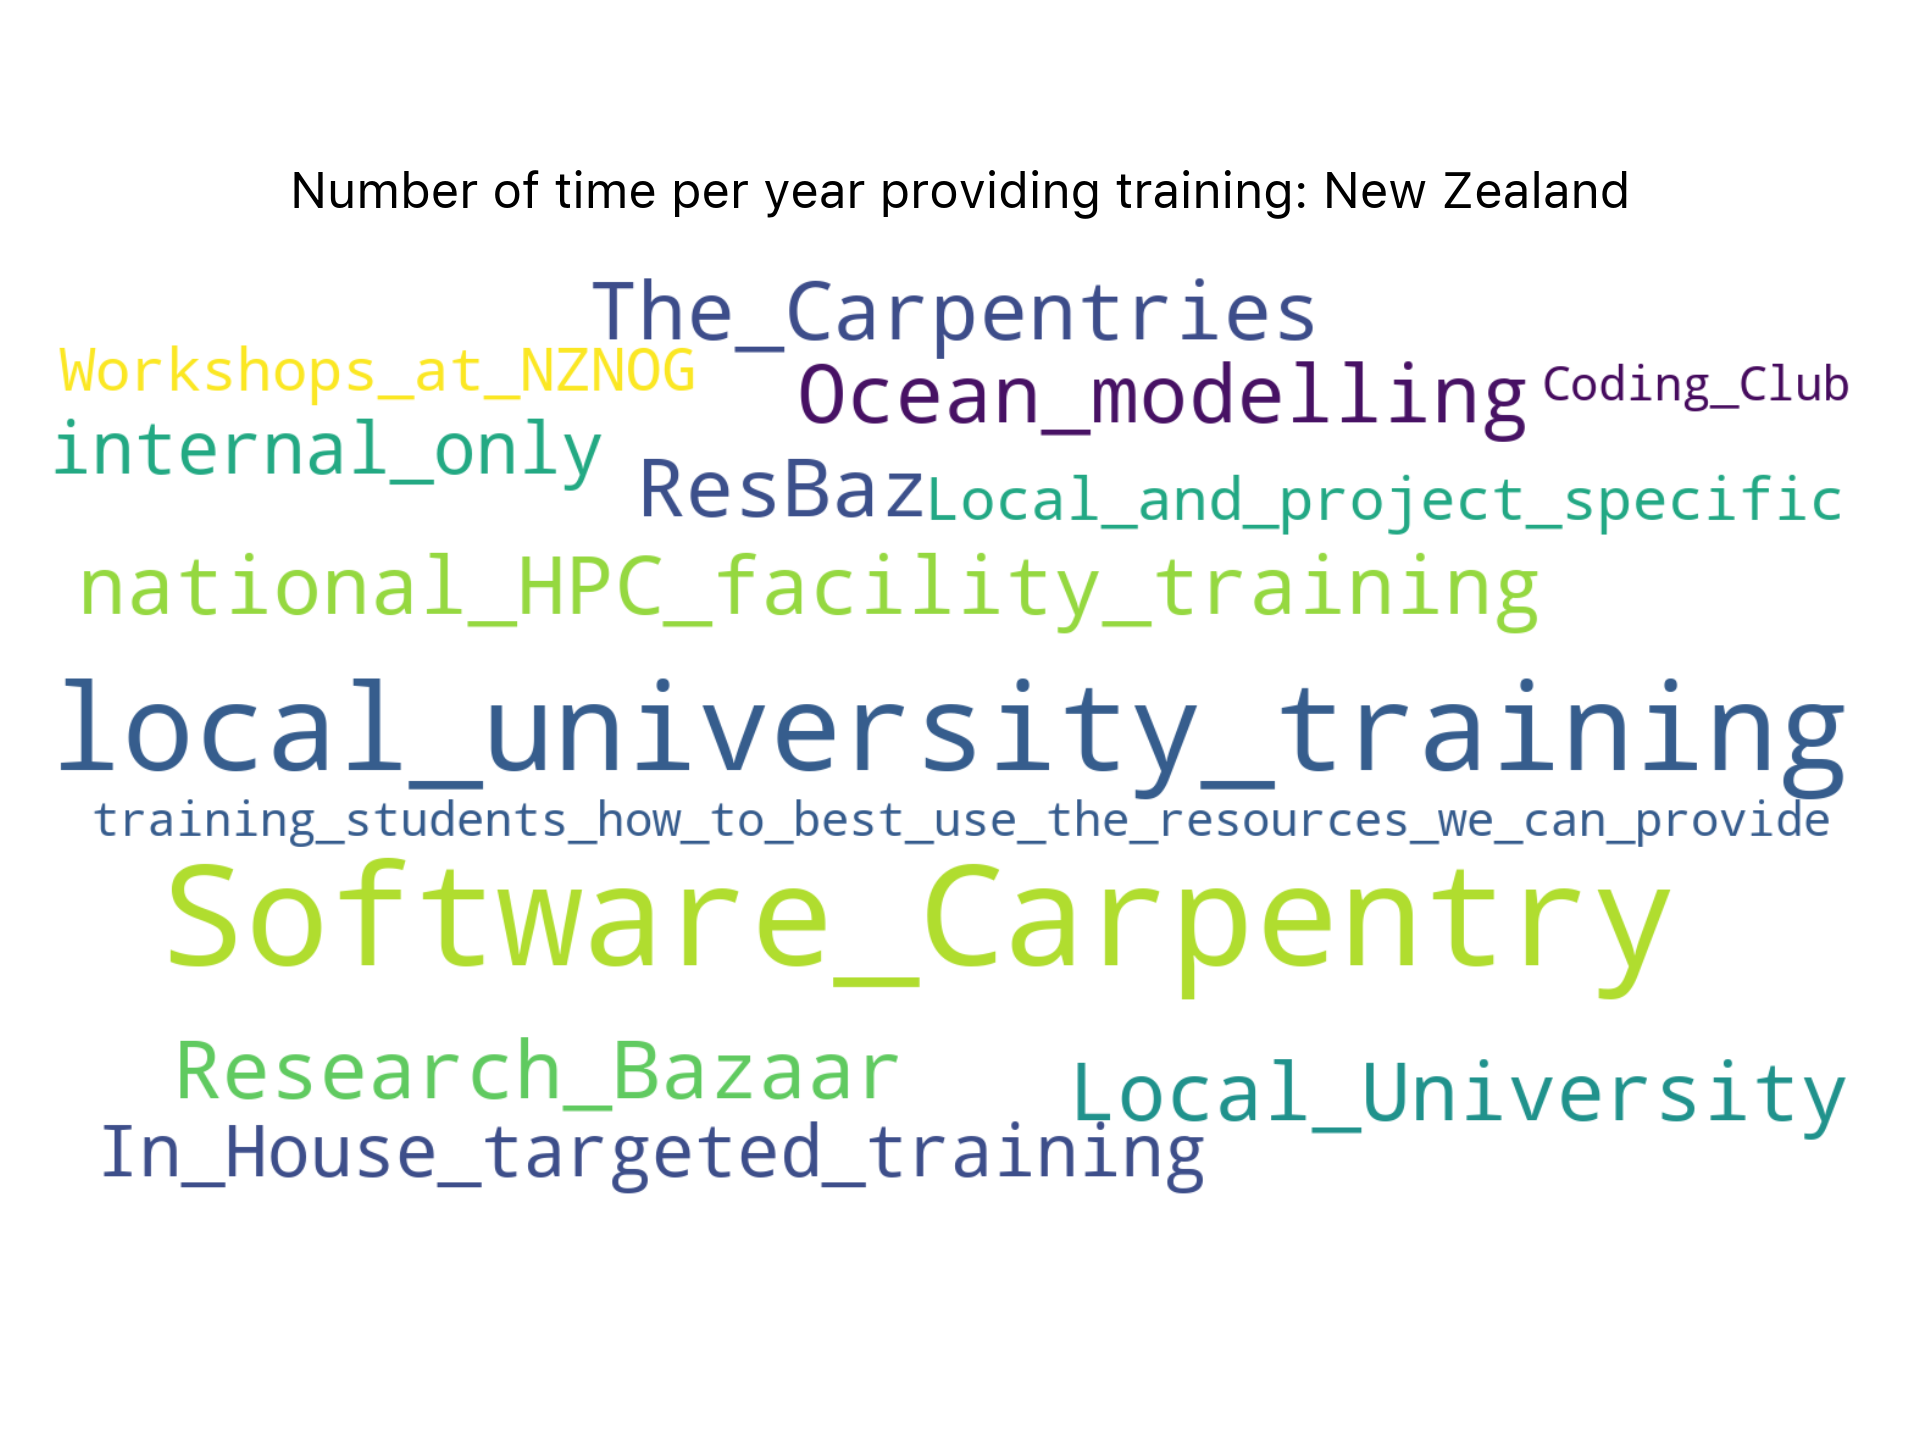 Number of time per year providing training: New Zealand
The_Carpentries
Workshops_at_NZNOG
Ocean_modelling
Coding_Club
internal_only
ResBaz
Local_and_project_specific
national_HPC_facility_training
local_university_training
training_students_how_to_best_use_the_resources_we_can_provide
Software_Carpentry
Research_Bazaar
Local_University
In_House_targeted_training